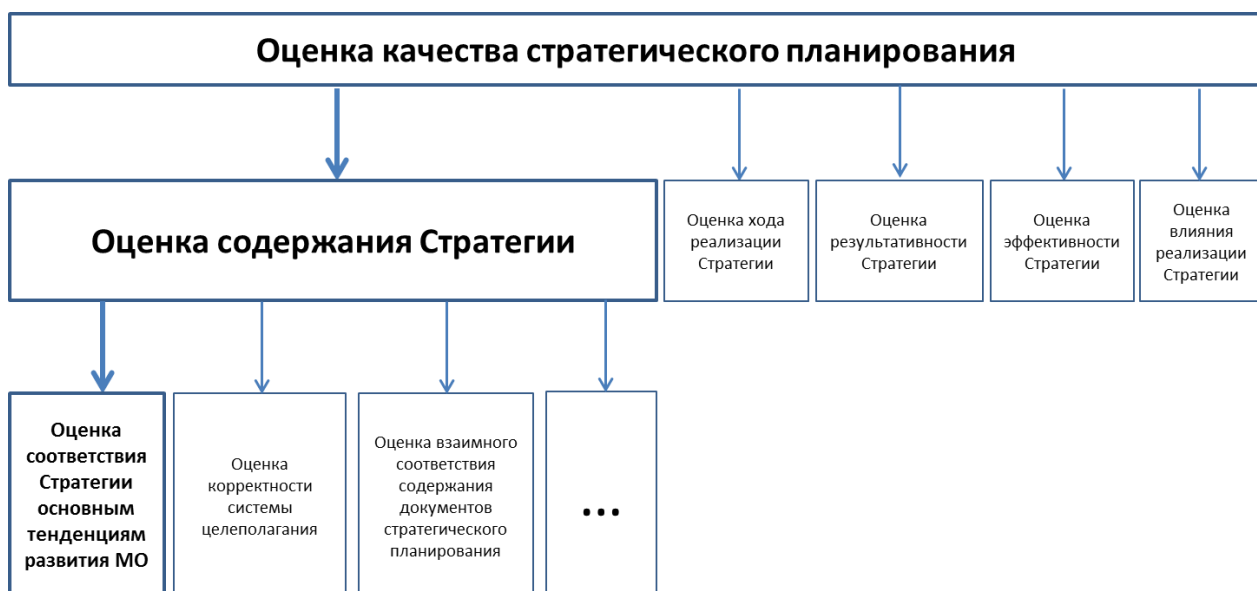 Оценка качества стратегического планирования
Оценка содержания Стратегии
Оценка хода
реализации
Стратегии
Оценка
результативности
Стратегии
Оценка
эффективности
Стратегии
Оценка
влияния
реализации
Стратегии
Оценка
соответствия
Стратегии
основным
тенденциям
развития МО
Оценка
корректности
системы
целеполагания
Оценка взаимного
соответствия
содержания
документов
стратегического
планирования
...